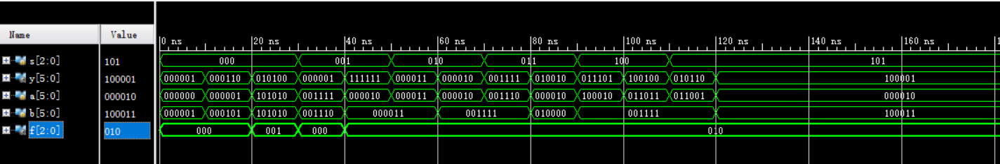 Name Value
0 ns 20 ns 40 ns 60 ns 80 ns 100 ns 120 ns 140 ns 160 ns
s[2:0] 101 000 001 010 011 100 101
y[5:0] 100001 000001 000110 010100 000001 111111 000011 000010 001111 010010 011101 100100 010110 100001
a[5:0] 000010 000000 000001 101010 001111 000010 000011 000010 001110 000010 100010 011011 011001 000010
b[5:0] 100011 000001 000101 101010 001110 000011 001111 010000 001111 100011
f[2:0] 010 000 001 000 010